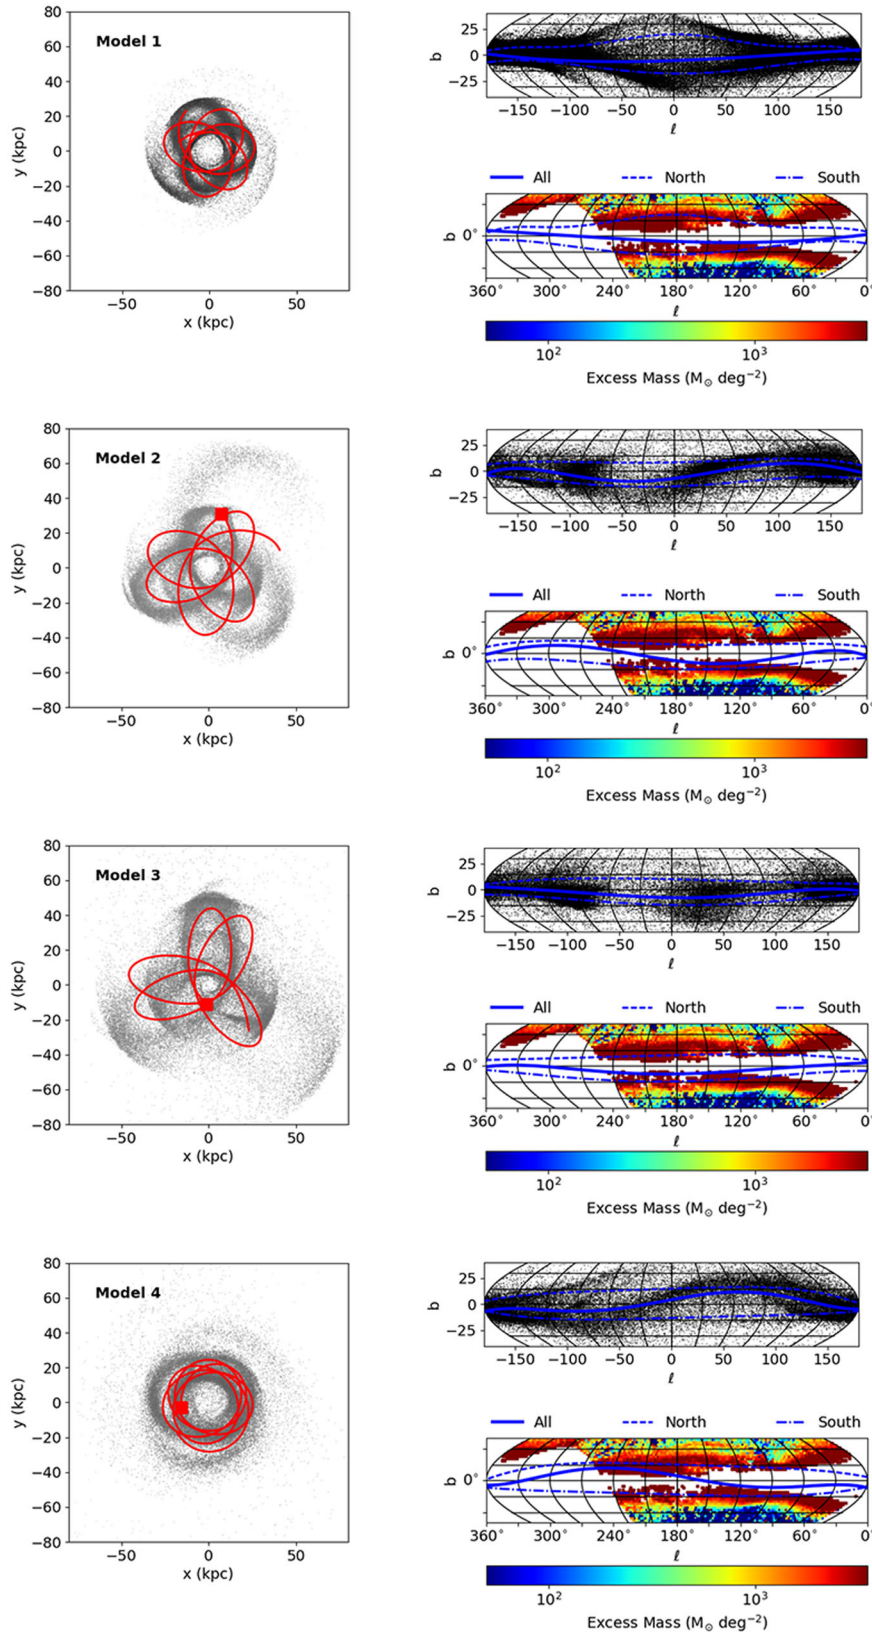 Model 1
80
60
40
20
0
−20
−40
−60
−80
y (kpc)
−50 0 50
x (kpc)
25
0
−25
b
−150 −100 −50 0 50 100 150
ℓ
All North South
b 0°
360° 300° 240° 180° 120° 60° 0°
ℓ
10² 10³
Excess Mass (M⊙ deg⁻²)
Model 2
80
60
40
20
0
−20
−40
−60
−80
y (kpc)
−50 0 50
x (kpc)
25
0
−25
b
−150 −100 −50 0 50 100 150
ℓ
All North South
b 0°
360° 300° 240° 180° 120° 60° 0°
ℓ
10² 10³
Excess Mass (M⊙ deg⁻²)
Model 3
80
60
40
20
0
−20
−40
−60
−80
y (kpc)
−50 0 50
x (kpc)
25
0
−25
b
−150 −100 −50 0 50 100 150
ℓ
All North South
b 0°
360° 300° 240° 180° 120° 60° 0°
ℓ
10² 10³
Excess Mass (M⊙ deg⁻²)
Model 4
80
60
40
20
0
−20
−40
−60
−80
y (kpc)
−50 0 50
x (kpc)
25
0
−25
b
−150 −100 −50 0 50 100 150
ℓ
All North South
b 0°
360° 300° 240° 180° 120° 60° 0°
ℓ
10² 10³
Excess Mass (M⊙ deg⁻²)